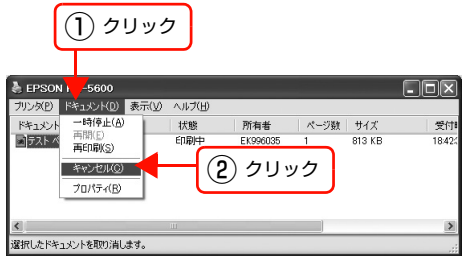 ① クリック
EPSON -5600
プリンタ(P) ドキュメント(D) 表示(V) ヘルプ(H)
ドキュメント 状態 所有者 ページ数 サイズ 受付
テスト 印刷中 EK996035 1 813 KB 18:42:
一時停止(A)
再開(E)
再印刷(S)
キャンセル(C)
プロパティ(R)
② クリック
選択したドキュメントを取り消します。